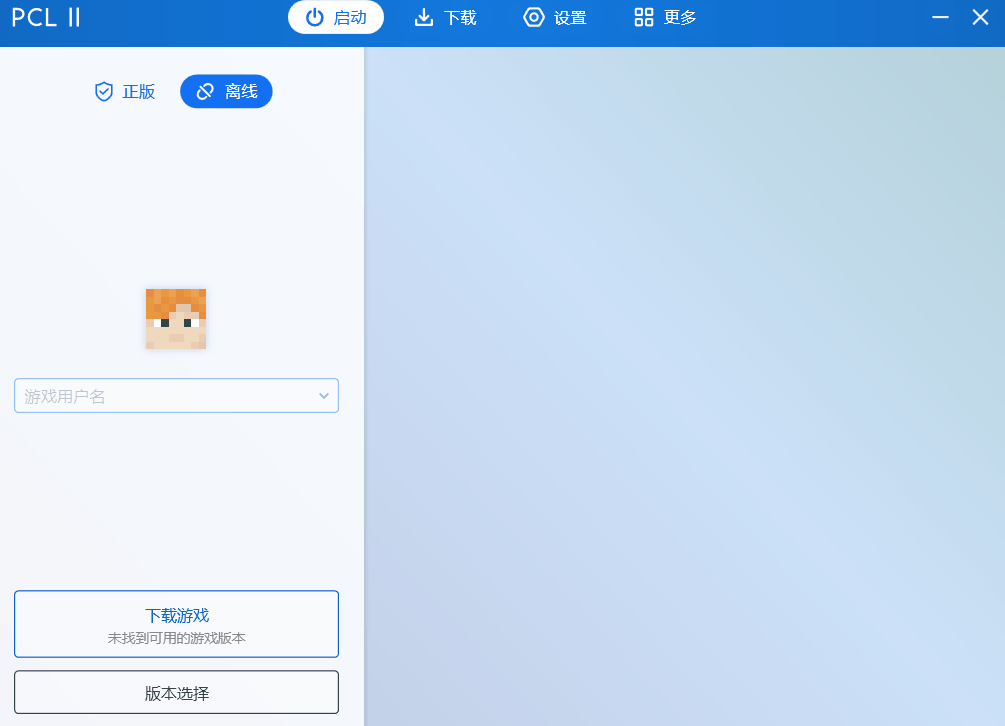 PCL II
启动
下载
设置
更多
正版
离线
游戏用户名
下载游戏
未找到可用的游戏版本
版本选择